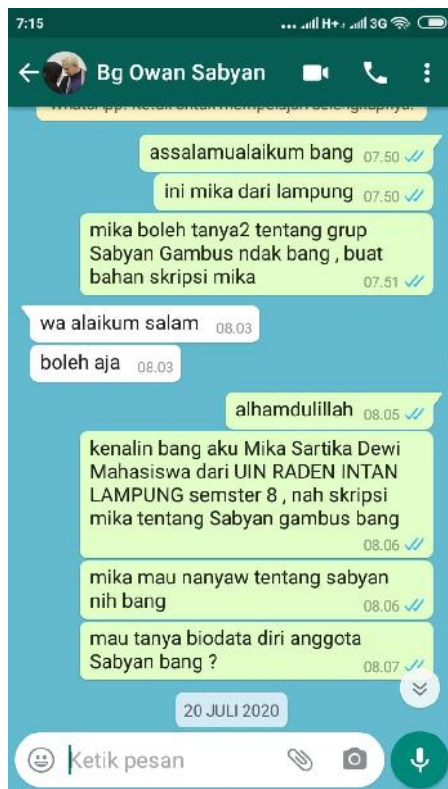 7:15
H+ 3G
Bg Owan Sabyan
assalamualaikum bang 07.50
ini mika dari lampung 07.50
mika boleh tanya2 tentang grup
Sabyan Gambus ndak bang , buat
bahan skripsi mika 07.51
wa alaikum salam 08.03
boleh aja 08.03
alhamdulillah 08.05
kenalin bang aku Mika Sartika Dewi
Mahasiswa dari UIN RADEN INTAN
LAMPUNG semster 8 , nah skripsi
mika tentang Sabyan gambus bang
08.06
mika mau nanyaw tentang sabyan
nih bang 08.06
mau tanya biodata diri anggota
Sabyan bang ? 08.07
20 JULI 2020
Ketik pesan